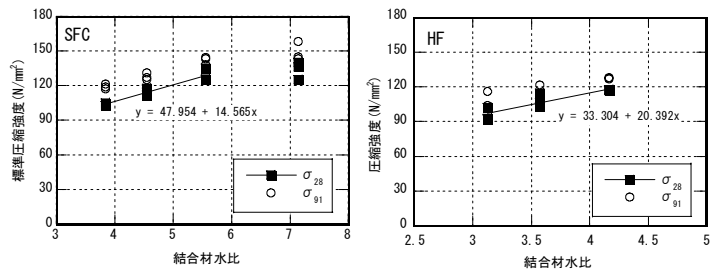 SFC
180
150
120
90
60
30
0
標準圧縮強度(N/mm²)
y = 47.954 + 14.565x
σ28
σ91
3 4 5 6 7 8
結合材水比
HF
180
150
120
90
60
30
0
圧縮強度(N/mm²)
y = 33.304 + 20.392x
σ28
σ91
2.5 3 3.5 4 4.5 5
結合材水比